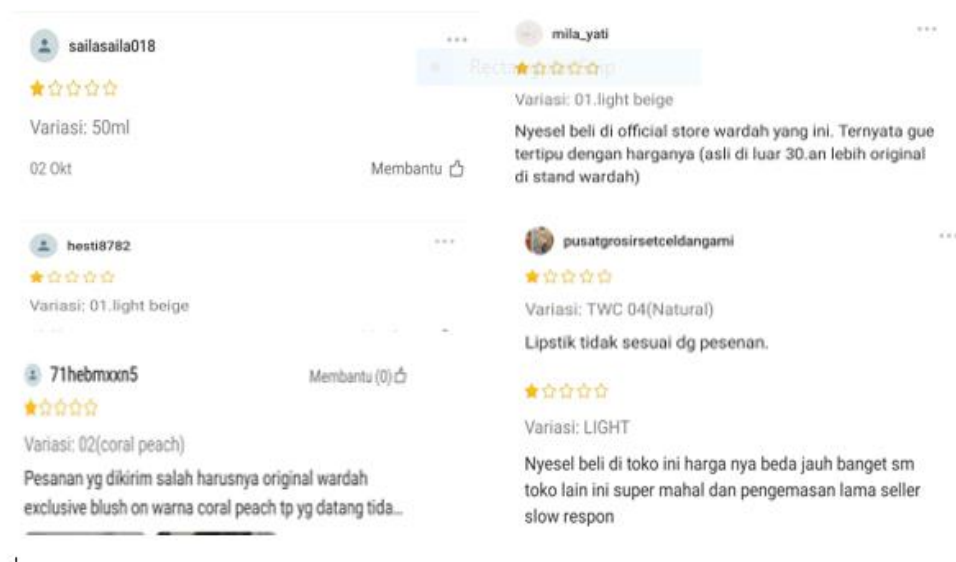 sailasaila018
Variasi: 50ml
02 Okt
Membantu
hesti8782
Variasi: 01.light beige
71hebmxxn5
Membantu (0)
Variasi: 02(coral peach)
Pesanan yg dikirim salah harusnya original wardah
exclusive blush on warna coral peach tp yg datang tida...
mila_yati
Variasi: 01.light beige
Nyesel beli di official store wardah yang ini. Ternyata gue
tertipu dengan harganya (asli di luar 30.an lebih original
di stand wardah)
pusatgrosirsetceldangami
Variasi: TWC 04(Natural)
Lipstik tidak sesuai dg pesenan.
Variasi: LIGHT
Nyesel beli di toko ini harga nya beda jauh banget sm
toko lain ini super mahal dan pengemasan lama seller
slow respon